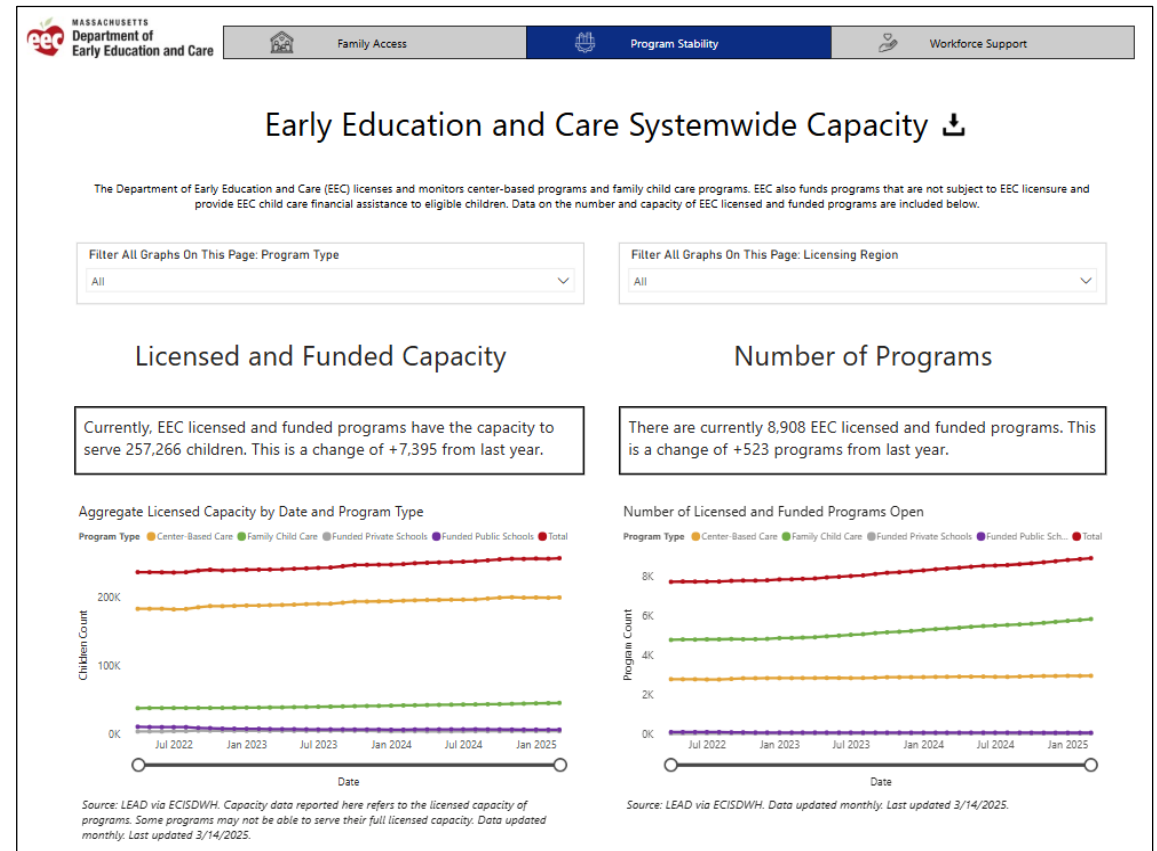 MASSACHUSETTS
Department of
Early Education and Care
Family Access
Program Stability
Workforce Support
Early Education and Care Systemwide Capacity
The Department of Early Education and Care (EEC) licenses and monitors center-based programs and family child care programs. EEC also funds programs that are not subject to EEC licensure and
provide EEC child care financial assistance to eligible children. Data on the number and capacity of EEC licensed and funded programs are included below.
Filter All Graphs On This Page: Program Type
All
Filter All Graphs On This Page: Licensing Region
All
Licensed and Funded Capacity
Currently, EEC licensed and funded programs have the capacity to
serve 257,266 children. This is a change of +7,395 from last year.
Aggregate Licensed Capacity by Date and Program Type
Program Type Center-Based Care Family Child Care Funded Private Schools Funded Public Schools Total
Children Count
200K
100K
0K
Jul 2022 Jan 2023 Jul 2023 Jan 2024 Jul 2024 Jan 2025
Date
Source: LEAD via ECISDWH. Capacity data reported here refers to the licensed capacity of
programs. Some programs may not be able to serve their full licensed capacity. Data updated
monthly. Last updated 3/14/2025.
Number of Programs
There are currently 8,908 EEC licensed and funded programs. This
is a change of +523 programs from last year.
Number of Licensed and Funded Programs Open
Program Type Center-Based Care Family Child Care Funded Private Schools Funded Public Sch... Total
Program Count
8K
6K
4K
2K
0K
Jul 2022 Jan 2023 Jul 2023 Jan 2024 Jul 2024 Jan 2025
Date
Source: LEAD via ECISDWH. Data updated monthly. Last updated 3/14/2025.